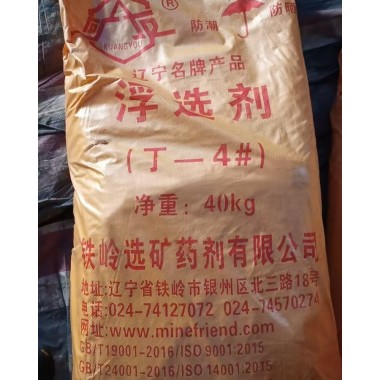 ®
KUANGYOU
防潮
防晒
辽宁名牌产品
浮选剂
(丁—4#)
净重：40kg
铁岭选矿药剂有限公司
地址:辽宁省铁岭市银州区北三路18号
电话:024-74127072 024-74570274
网址:www.minefriend.com
GB/T19001-2016/ISO 9001:2015
GB/T24001-2016/ISO 14001:2015